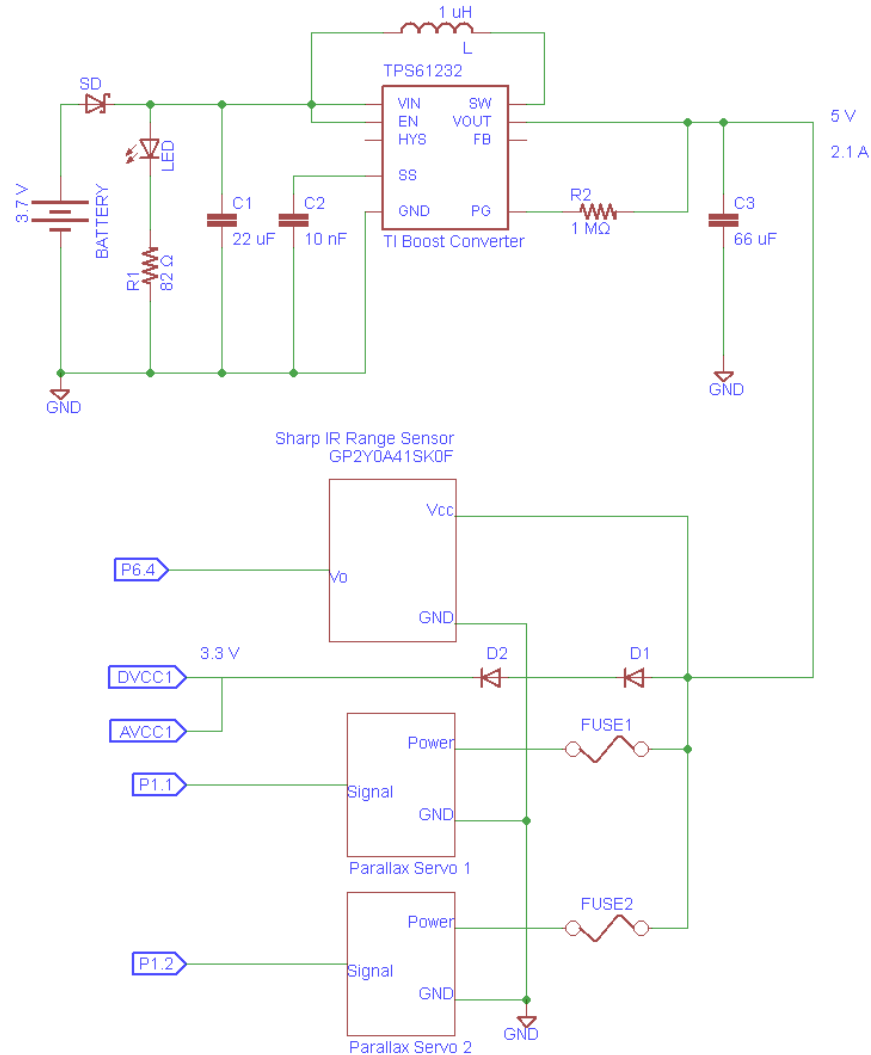 1 uH
L
TPS61232
SD
VIN
SW
EN
VOUT
HYS
FB
SS
GND
PG
TI Boost Converter
5 V
2.1 A
LED
3.7 V
BATTERY
R1
82 Ω
C1
22 uF
C2
10 nF
R2
1 MΩ
C3
66 uF
GND
GND
Sharp IR Range Sensor
GP2Y0A41SK0F
Vcc
P6.4
Vo
GND
3.3 V
D2
D1
DVCC1
AVCC1
FUSE1
Power
P1.1
Signal
GND
Parallax Servo 1
FUSE2
Power
P1.2
Signal
GND
GND
Parallax Servo 2